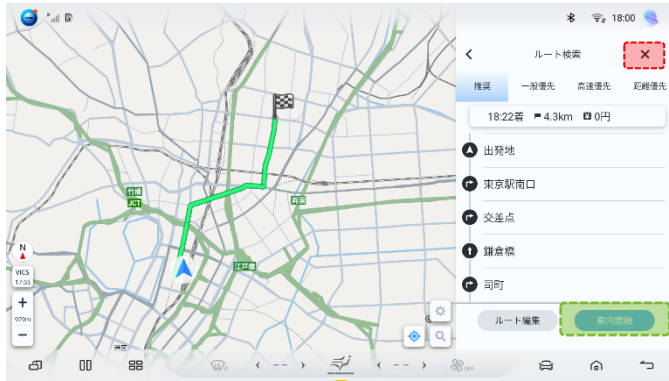 18:00
ルート検索
推奨 一般優先 高速優先 距離優先
18:22着 4.3km 0円
出発地
東京駅南口
交差点
鎌倉橋
司町
ルート編集 案内開始
竹橋
JCT
江戸橋
N
VICS
17:55
+
-
F
< -- >
< -- >
OFF